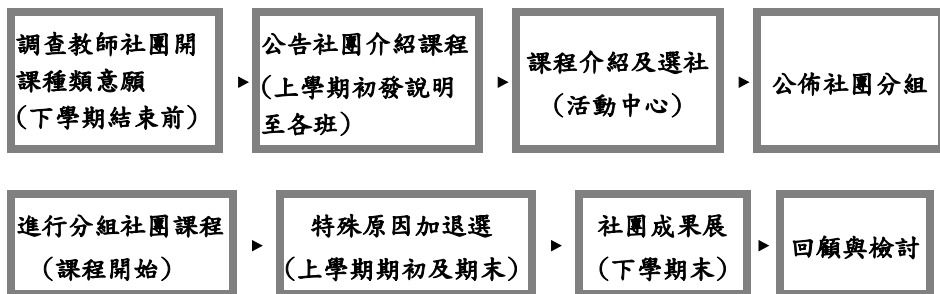 調查教師社團開
課種類意願
(下學期結束前)
公告社團介紹課程
(上學期初發說明
至各班)
課程介紹及選社
(活動中心)
公佈社團分組
進行分組社團課程
(課程開始)
特殊原因加退選
(上學期期初及期末)
社團成果展
(下學期末)
回顧與檢討